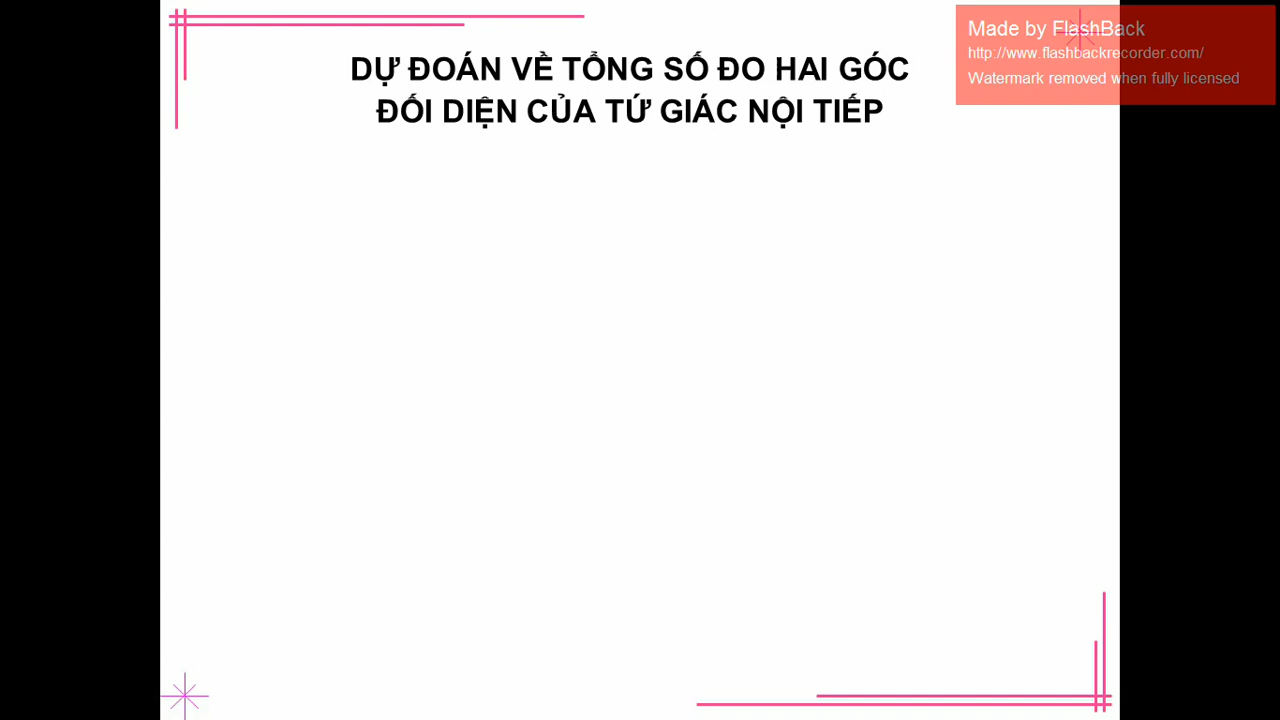 DỰ ĐOÁN VỀ TỔNG SỐ ĐO HAI GÓC
ĐỐI DIỆN CỦA TỨ GIÁC NỘI TIẾP
Made by FlashBack
http://www.flashbackrecorder.com/
Watermark removed when fully licensed